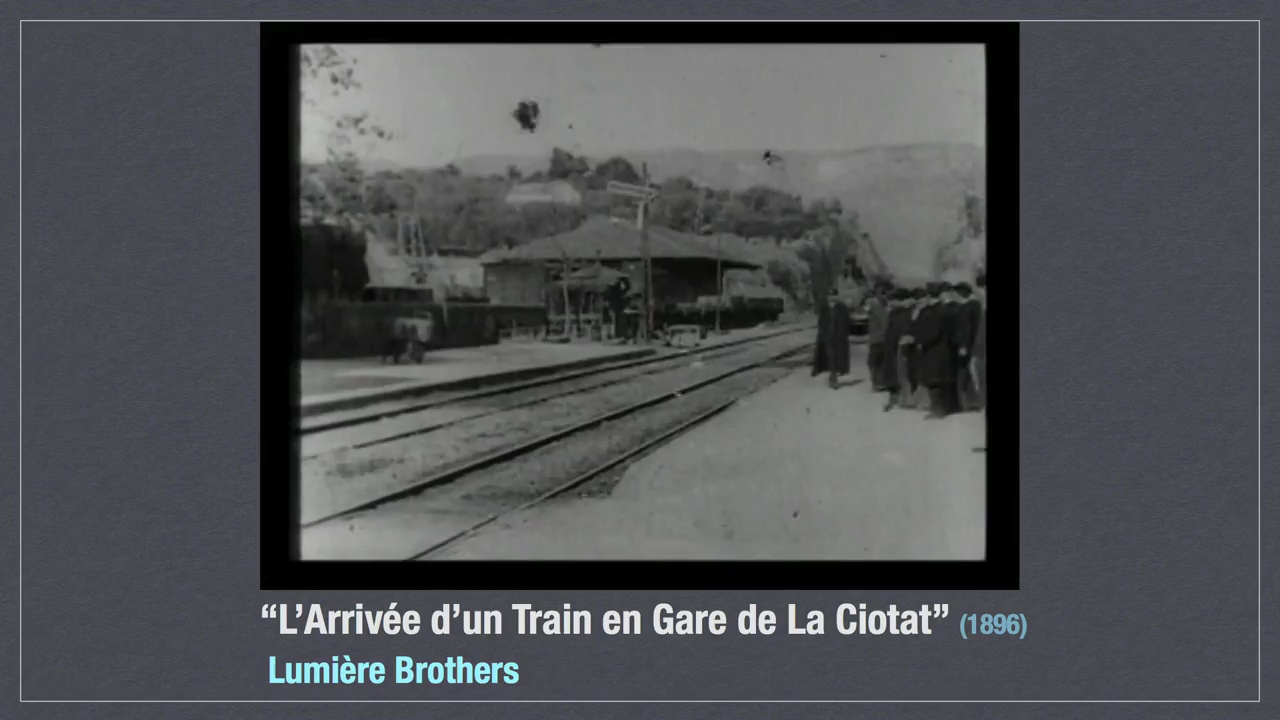 “L’Arrivée d’un Train en Gare de La Ciotat” (1896)
Lumière Brothers